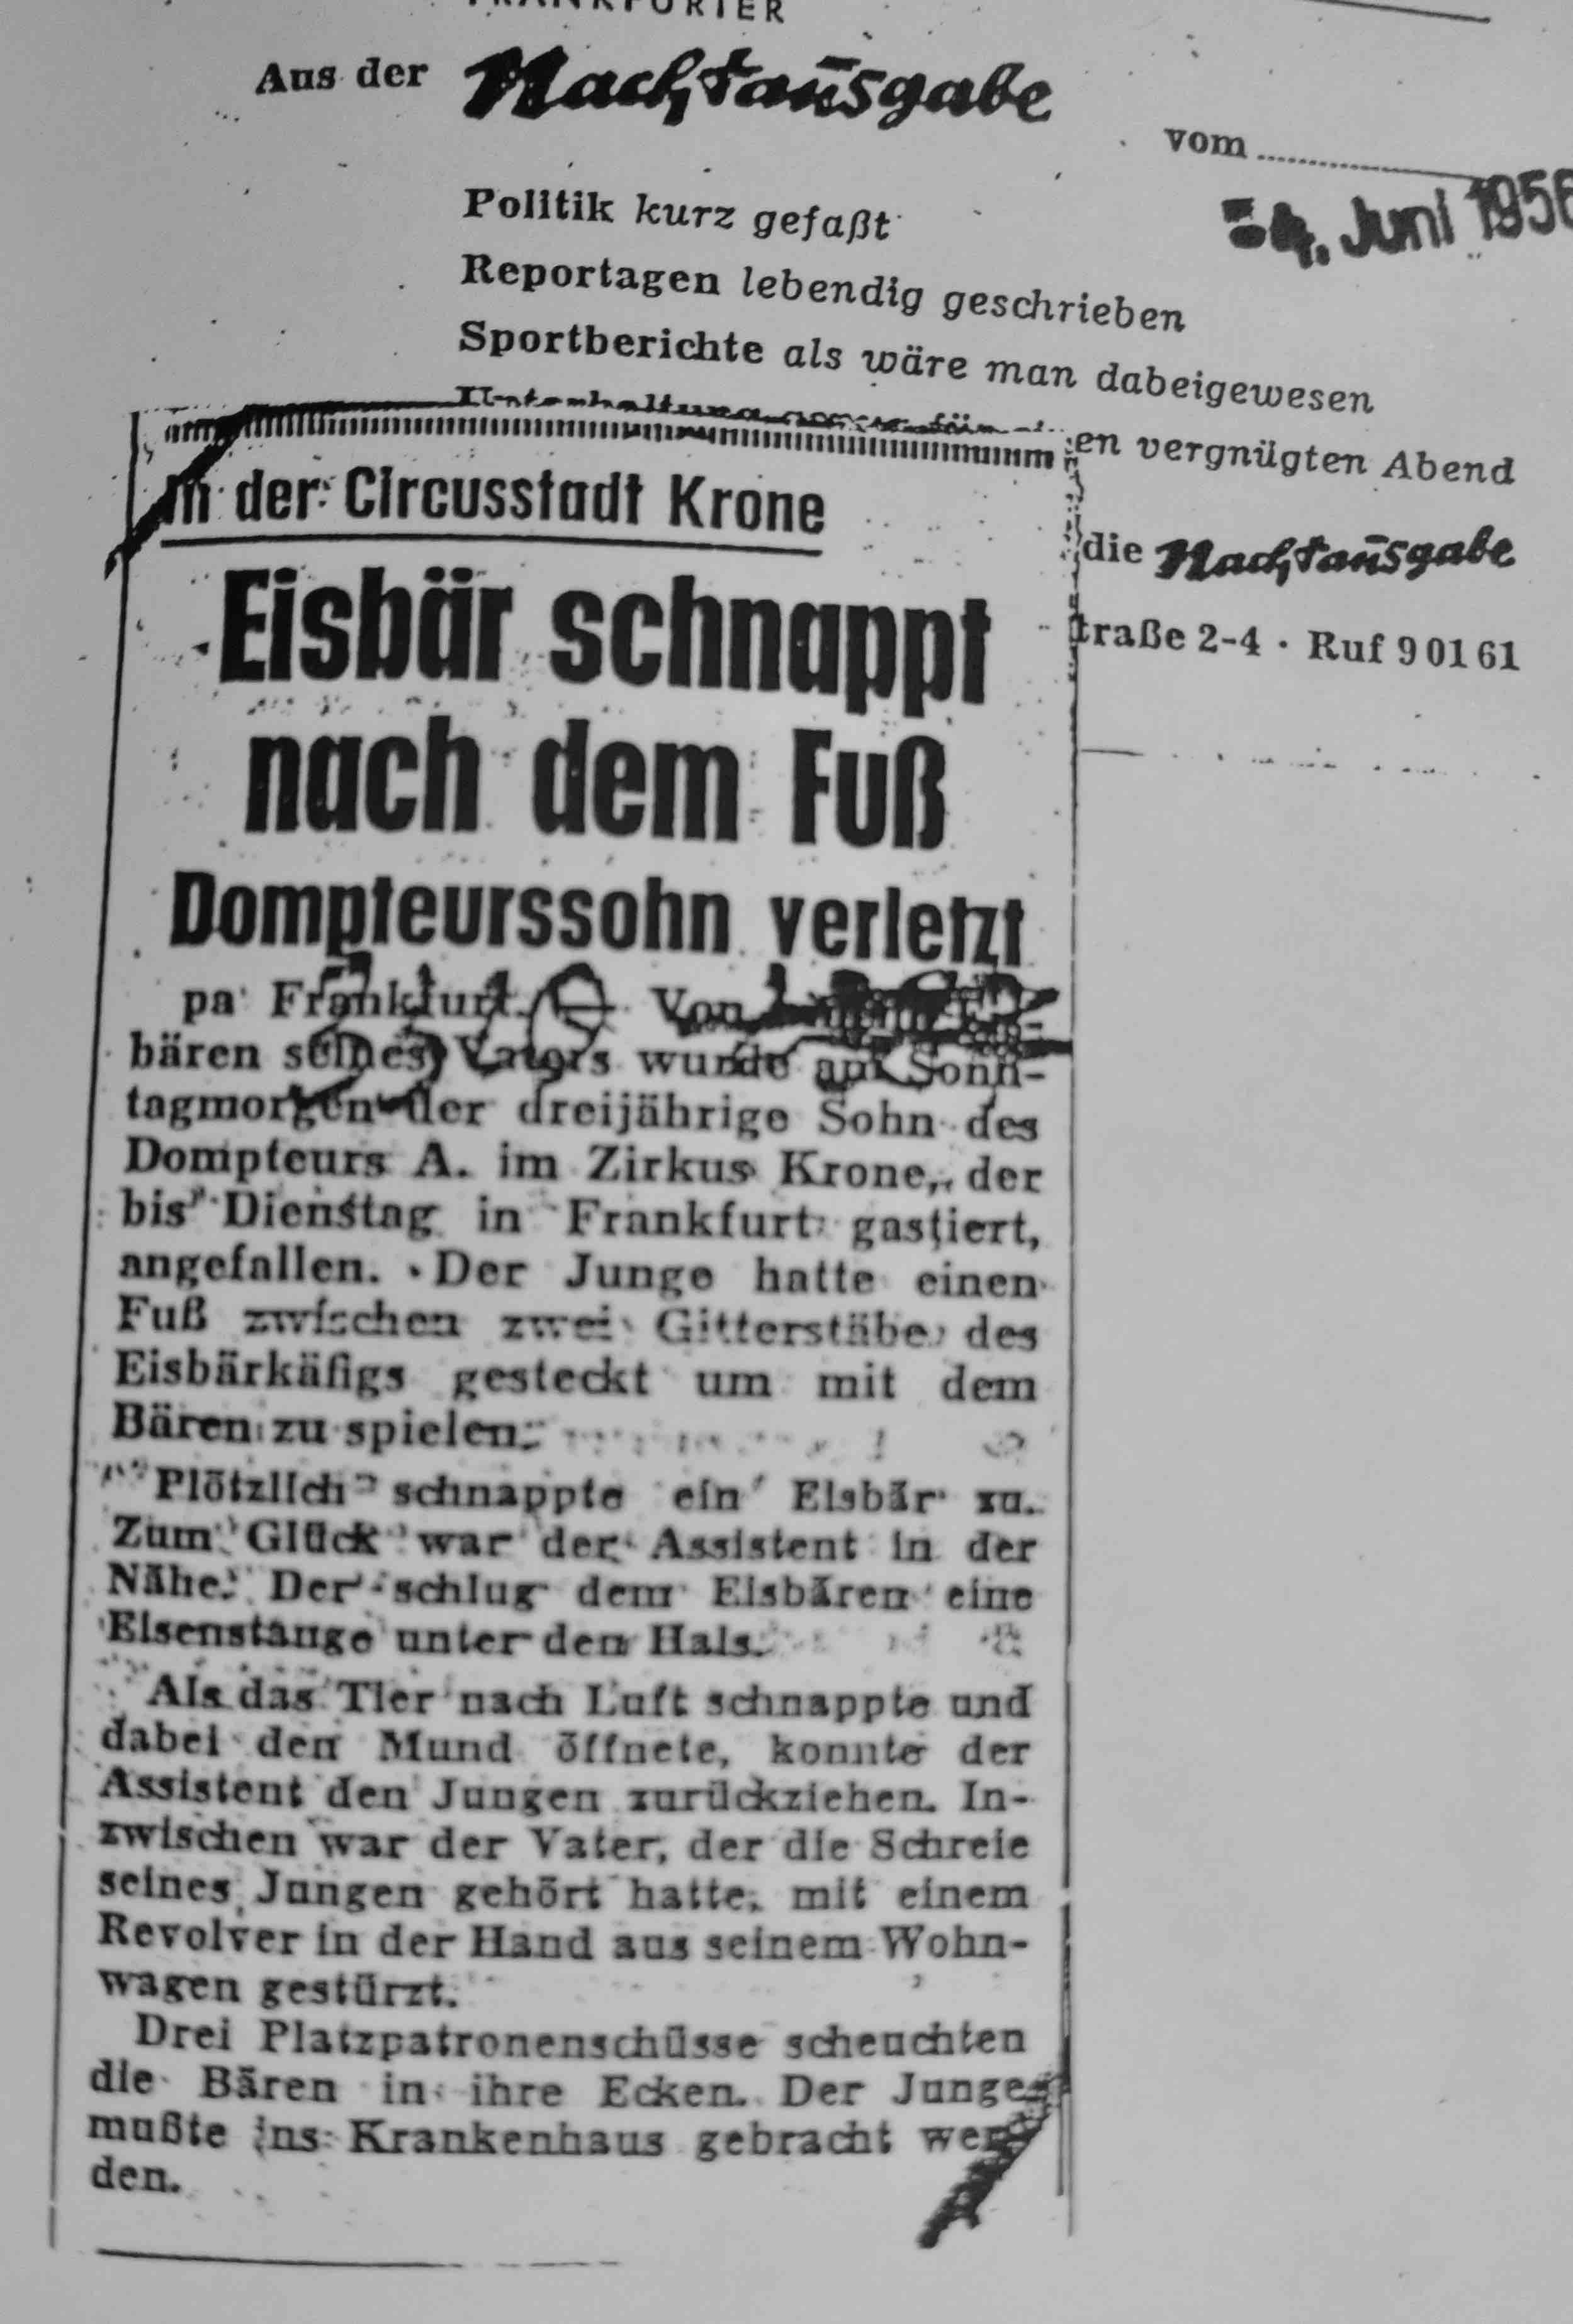 FRANKFURTER
Aus der Nachtausgabe
vom
-4. Juni 1956
Politik kurz gefaßt
Reportagen lebendig geschrieben
Sportberichte als wäre man dabeigewesen
en vergnügten Abend
die Nachtausgabe
traße 2-4 · Ruf 9 01 61
In der Circusstadt Krone
Eisbär schnappt
nach dem Fuß
Dompteurssohn verletzt
pa Frankfurt. Von
bären seines Vaters wurde am Sonn-
tagmorgen der dreijährige Sohn des
Dompteurs A. im Zirkus Krone, der
bis Dienstag in Frankfurt gastiert,
angefallen. Der Junge hatte einen
Fuß zwischen zwei Gitterstäbe des
Eisbärkäfigs gesteckt um mit dem
Bären zu spielen.
Plötzlich schnappte ein Eisbär zu.
Zum Glück war der Assistent in der
Nähe. Der schlug dem Eisbären eine
Eisenstange unter den Hals.
Als das Tier nach Luft schnappte und
dabei den Mund öffnete, konnte der
Assistent den Jungen zurückziehen. In-
zwischen war der Vater, der die Schreie
seines Jungen gehört hatte, mit einem
Revolver in der Hand aus seinem Wohn-
wagen gestürzt.
Drei Platzpatronenschüsse scheuchten
die Bären in ihre Ecken. Der Junge
mußte ins Krankenhaus gebracht wer-
den.